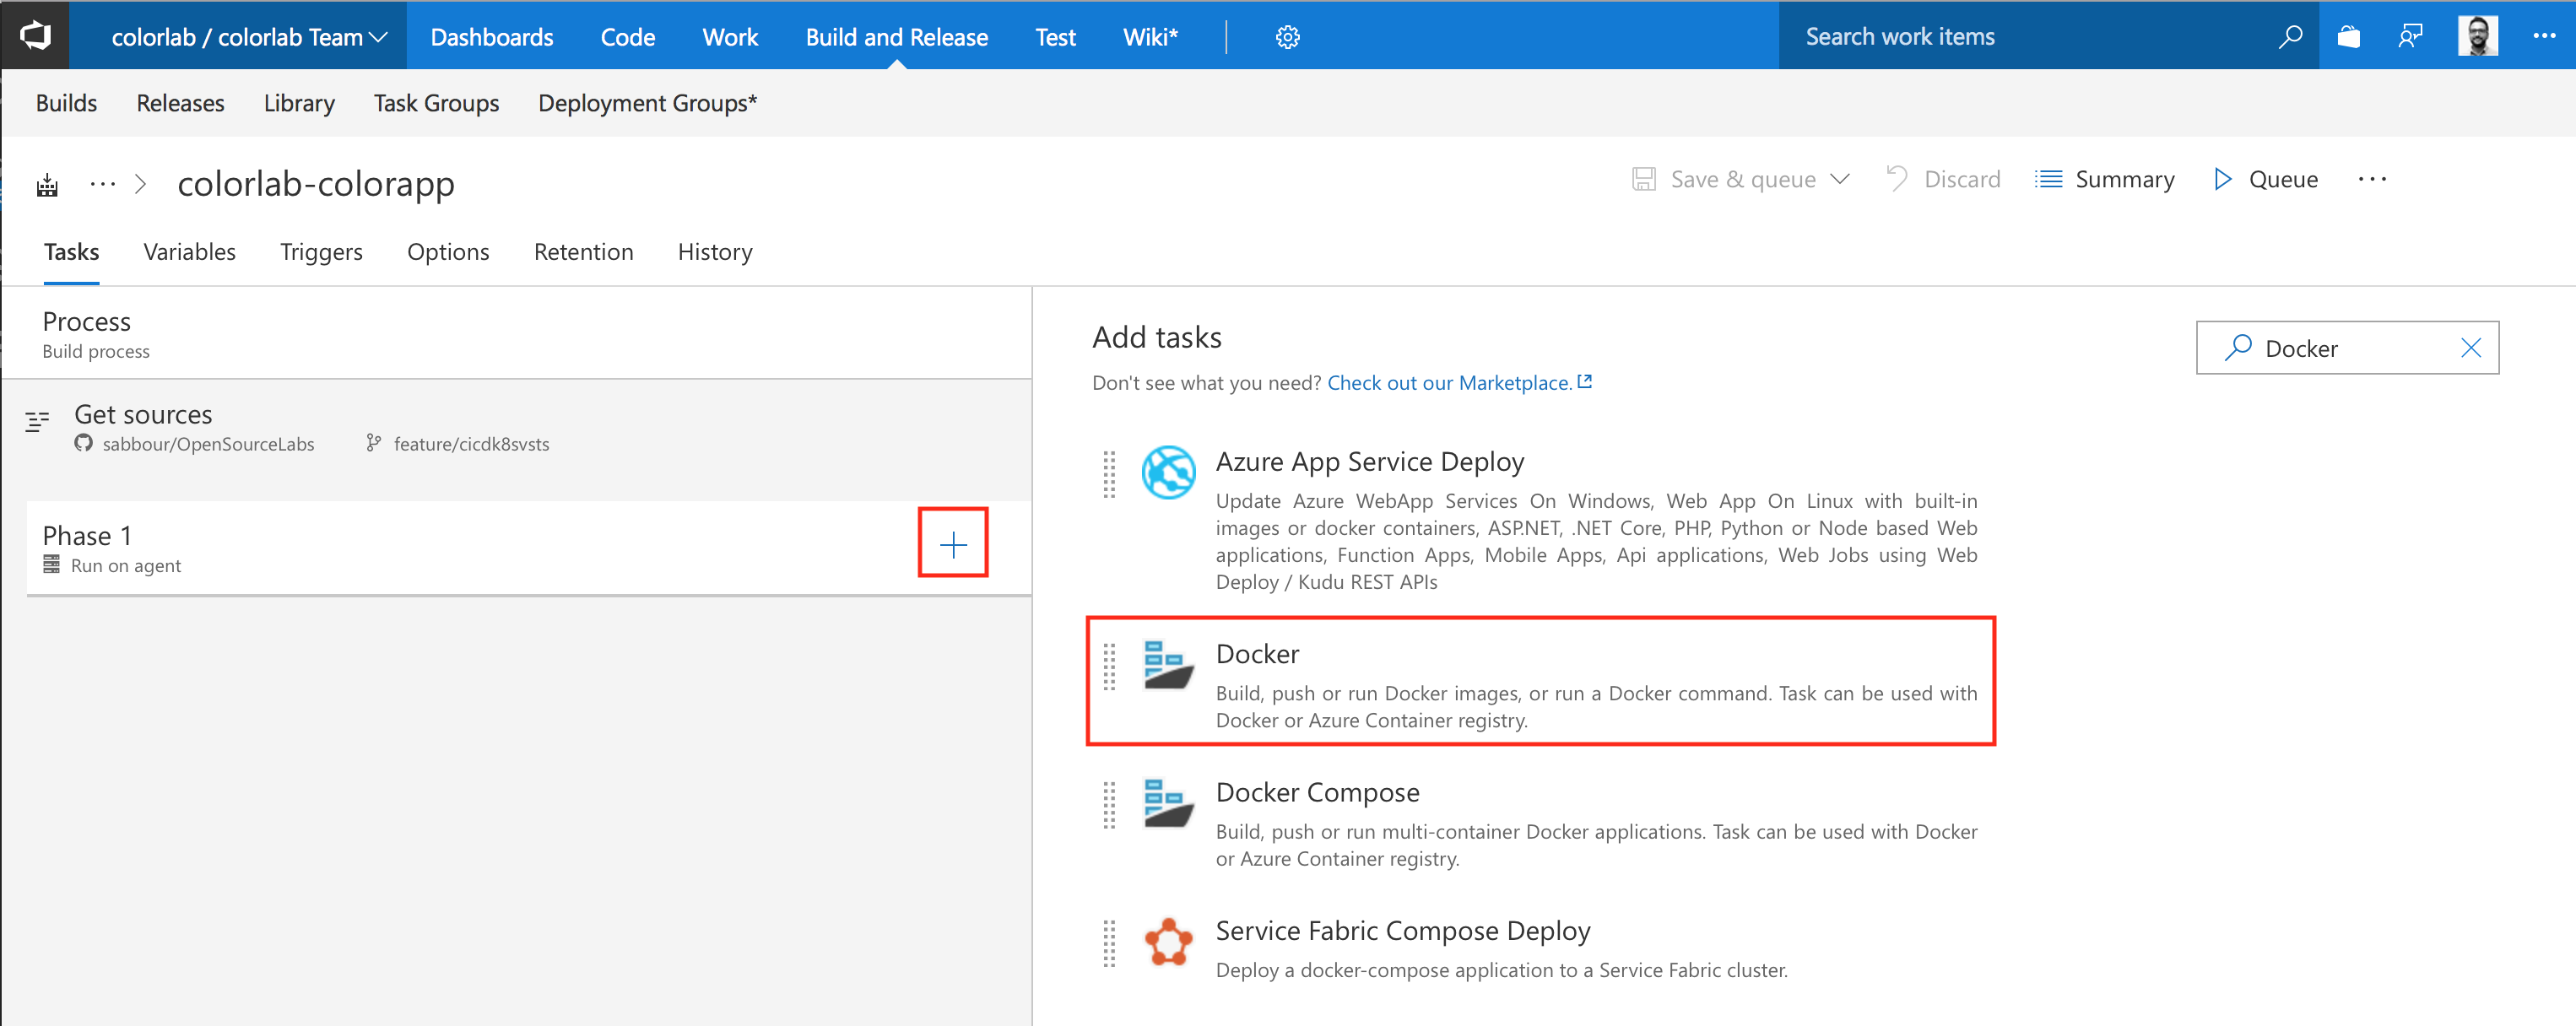 colorlab / colorlab Team
Dashboards
Code
Work
Build and Release
Test
Wiki*
Search work items
Builds
Releases
Library
Task Groups
Deployment Groups*
colorlab-colorapp
Save & queue
Discard
Summary
Queue
Tasks
Variables
Triggers
Options
Retention
History
Process
Build process
Get sources
sabbour/OpenSourceLabs
feature/cicdk8svsts
Phase 1
Run on agent
Add tasks
Docker
Don't see what you need? Check out our Marketplace.
Azure App Service Deploy
Update Azure WebApp Services On Windows, Web App On Linux with built-in
images or docker containers, ASP.NET, .NET Core, PHP, Python or Node based Web
applications, Function Apps, Mobile Apps, Api applications, Web Jobs using Web
Deploy / Kudu REST APIs
Docker
Build, push or run Docker images, or run a Docker command. Task can be used with
Docker or Azure Container registry.
Docker Compose
Build, push or run multi-container Docker applications. Task can be used with Docker
or Azure Container registry.
Service Fabric Compose Deploy
Deploy a docker-compose application to a Service Fabric cluster.